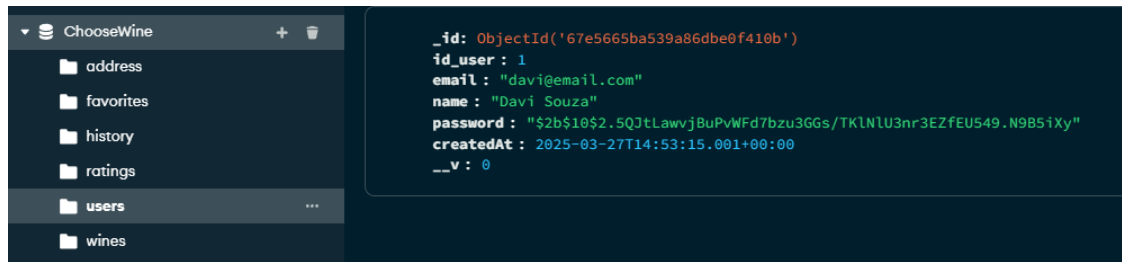 ChooseWine
address
favorites
history
ratings
users
wines
_id: ObjectId('67e5665ba539a86dbe0f410b')
id_user : 1
email : "davi@email.com"
name : "Davi Souza"
password : "$2b$10$2.5QJtLawvjBuPvWFd7bzu3GGs/TKlNlU3nr3EZfEU549.N9B5iXy"
createdAt : 2025-03-27T14:53:15.001+00:00
__v : 0